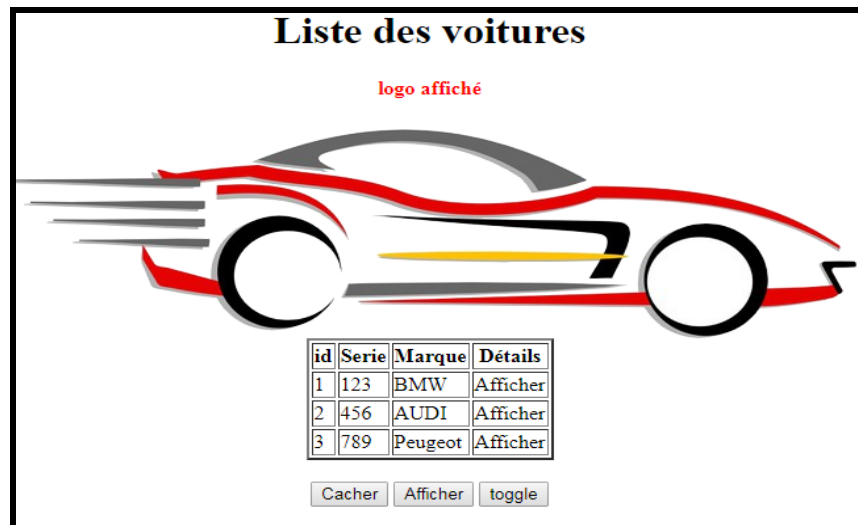 Liste des voitures
logo affiché
id Serie Marque Détails
1 123 BMW Afficher
2 456 AUDI Afficher
3 789 Peugeot Afficher
Cacher Afficher toggle